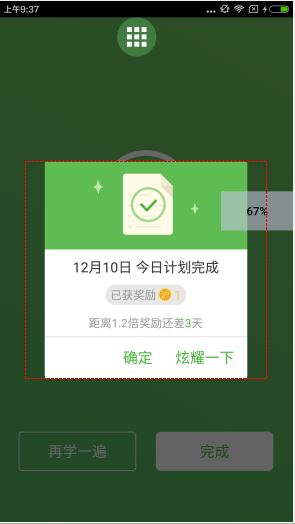 上午9:37
67%
12月10日 今日计划完成
已获奖励 1
距离1.2倍奖励还差3天
确定 炫耀一下
再学一遍 完成